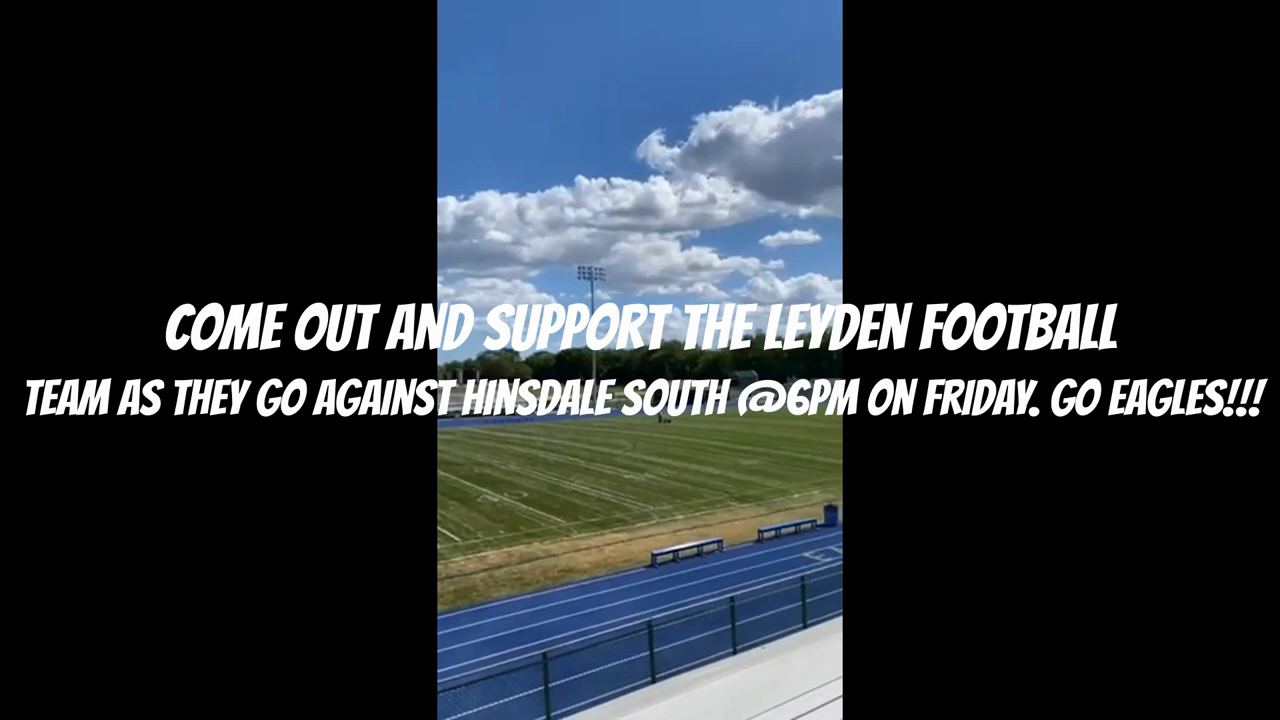 COME OUT AND SUPPORT THE LEYDEN FOOTBALL
TEAM AS THEY GO AGAINST HINSDALE SOUTH @6PM ON FRIDAY. GO EAGLES!!!